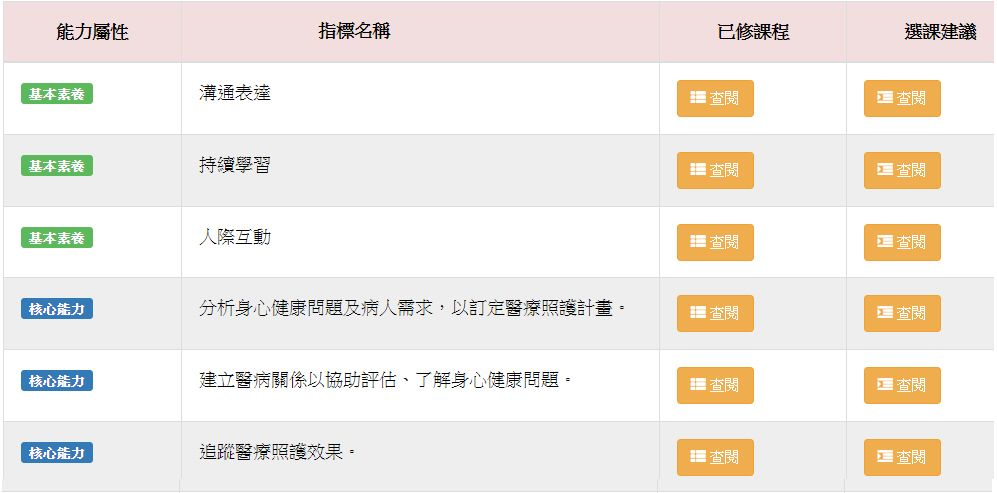 能力屬性 指標名稱 已修課程 選課建議
基本素養 溝通表達 查閱 查閱
基本素養 持續學習 查閱 查閱
基本素養 人際互動 查閱 查閱
核心能力 分析身心健康問題及病人需求，以訂定醫療照護計畫。 查閱 查閱
核心能力 建立醫病關係以協助評估、了解身心健康問題。 查閱 查閱
核心能力 追蹤醫療照護效果。 查閱 查閱